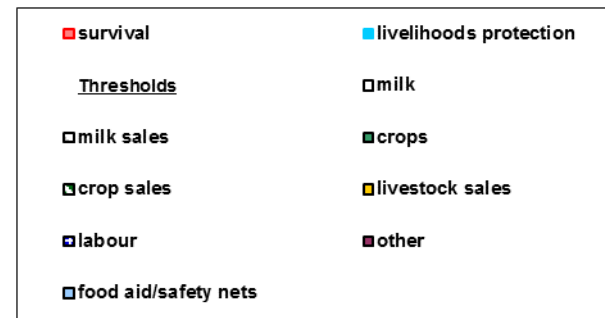 survival livelihoods protection
Thresholds milk
milk sales crops
crop sales livestock sales
labour other
food aid/safety nets